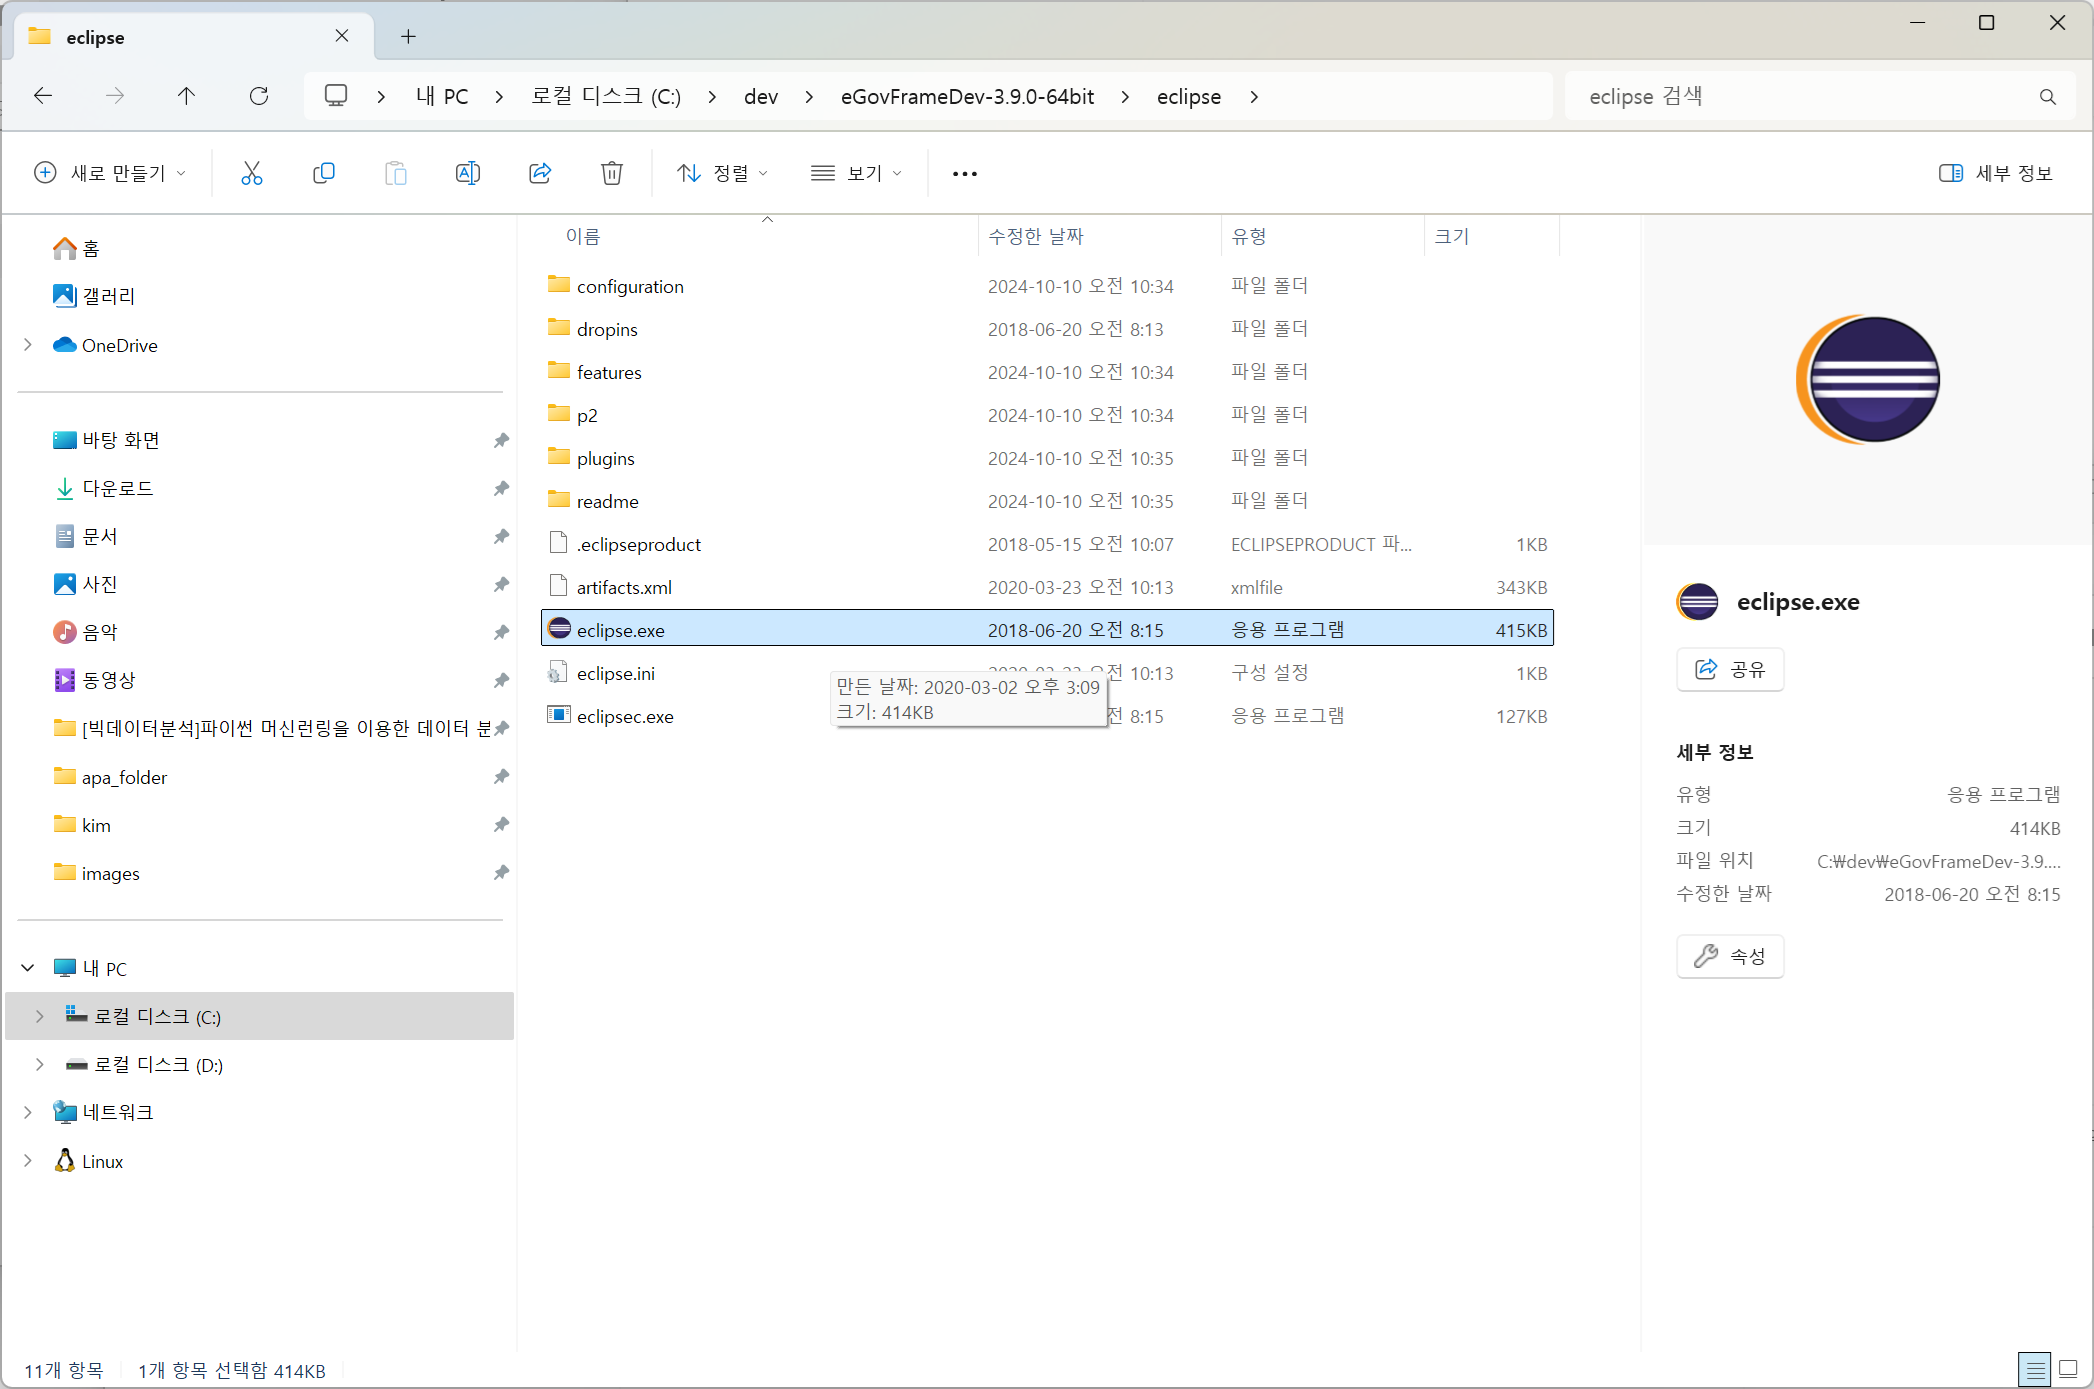 eclipse
내 PC
로컬 디스크 (C:)
dev
eGovFrameDev-3.9.0-64bit
eclipse
eclipse 검색
새로 만들기
정렬
보기
세부 정보
홈
갤러리
OneDrive
바탕 화면
다운로드
문서
사진
음악
동영상
[빅데이터분석]파이썬 머신런링을 이용한 데이터 분
apa_folder
kim
images
내 PC
로컬 디스크 (C:)
로컬 디스크 (D:)
네트워크
Linux
이름 수정한 날짜 유형 크기
configuration 2024-10-10 오전 10:34 파일 폴더
dropins 2018-06-20 오전 8:13 파일 폴더
features 2024-10-10 오전 10:34 파일 폴더
p2 2024-10-10 오전 10:34 파일 폴더
plugins 2024-10-10 오전 10:35 파일 폴더
readme 2024-10-10 오전 10:35 파일 폴더
.eclipseproduct 2018-05-15 오전 10:07 ECLIPSEPRODUCT 파... 1KB
artifacts.xml 2020-03-23 오전 10:13 xmlfile 343KB
eclipse.exe 2018-06-20 오전 8:15 응용 프로그램 415KB
eclipse.ini 2020-03-23 오전 10:13 구성 설정 1KB
eclipsec.exe 전 8:15 응용 프로그램 127KB
만든 날짜: 2020-03-02 오후 3:09
크기: 414KB
eclipse.exe
공유
세부 정보
유형 응용 프로그램
크기 414KB
파일 위치 C:₩dev₩eGovFrameDev-3.9....
수정한 날짜 2018-06-20 오전 8:15
속성
11개 항목 1개 항목 선택함 414KB